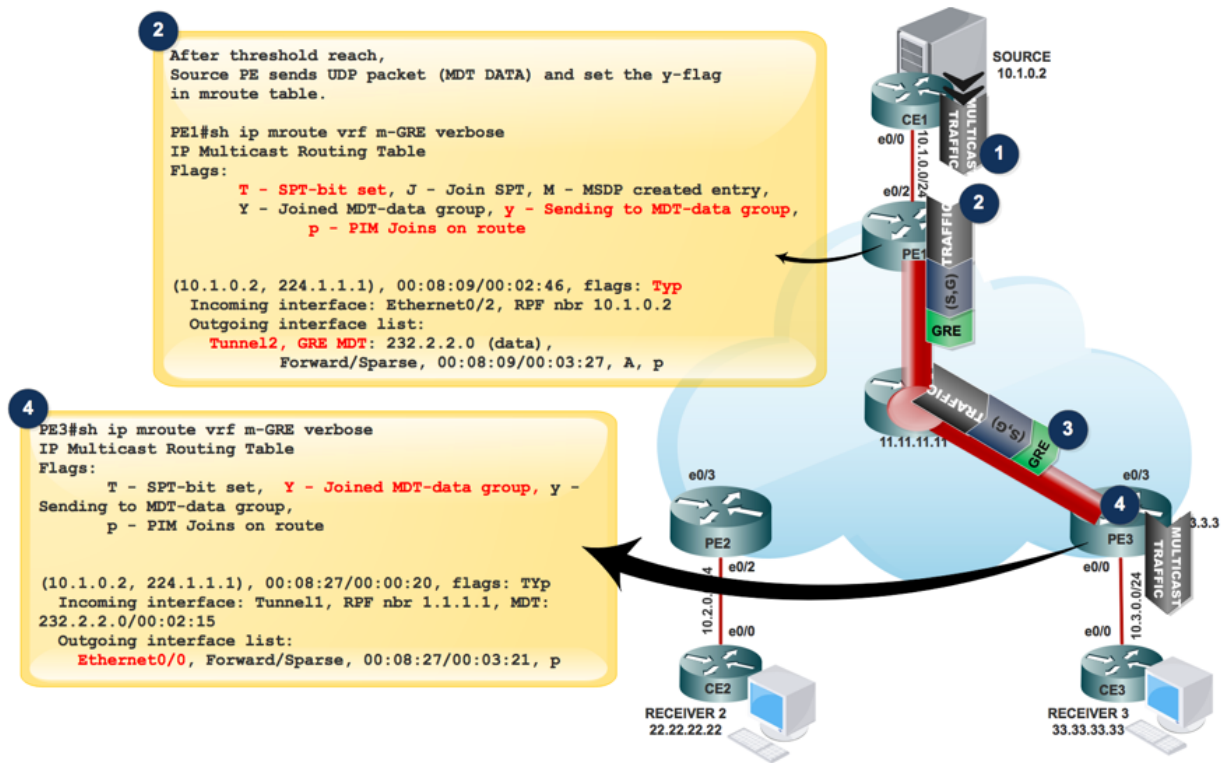 2
After threshold reach,
Source PE sends UDP packet (MDT DATA) and set the y-flag
in mroute table.
PE1#sh ip mroute vrf m-GRE verbose
IP Multicast Routing Table
Flags:
T - SPT-bit set, J - Join SPT, M - MSDP created entry,
Y - Joined MDT-data group, y - Sending to MDT-data group,
p - PIM Joins on route
(10.1.0.2, 224.1.1.1), 00:08:09/00:02:46, flags: Typ
Incoming interface: Ethernet0/2, RPF nbr 10.1.0.2
Outgoing interface list:
Tunnel2, GRE MDT: 232.2.2.0 (data),
Forward/Sparse, 00:08:09/00:03:27, A, p
SOURCE
10.1.0.2
CE1
MULTICAS
TRAFFIC
1
e0/0
10.1.0.0/24
e0/2
2
PE1
TRAFFIC
(S,G)
GRE
4
PE3#sh ip mroute vrf m-GRE verbose
IP Multicast Routing Table
Flags:
T - SPT-bit set, Y - Joined MDT-data group, y -
Sending to MDT-data group,
p - PIM Joins on route
(10.1.0.2, 224.1.1.1), 00:08:27/00:00:20, flags: TYp
Incoming interface: Tunnel1, RPF nbr 1.1.1.1, MDT:
232.2.2.0/00:02:15
Outgoing interface list:
Ethernet0/0, Forward/Sparse, 00:08:27/00:03:21, p
TRAFFIC
(S,G)
GRE
3
11.11.11.11
e0/3
PE2
e0/2
10.2.0.
4
e0/0
CE2
RECEIVER 2
22.22.22.22
e0/3
4
3.3.3
PE3
MULTICAST
TRAFFIC
e0/0
10.3.0.0/24
e0/0
CE3
RECEIVER 3
33.33.33.33